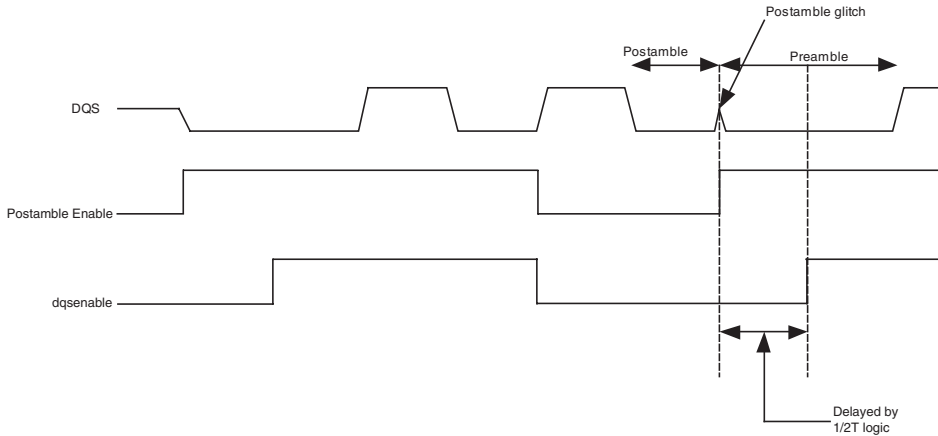 Postamble glitch
Postamble
Preamble
DQS
Postamble Enable
dqsenable
Delayed by
1/2T logic